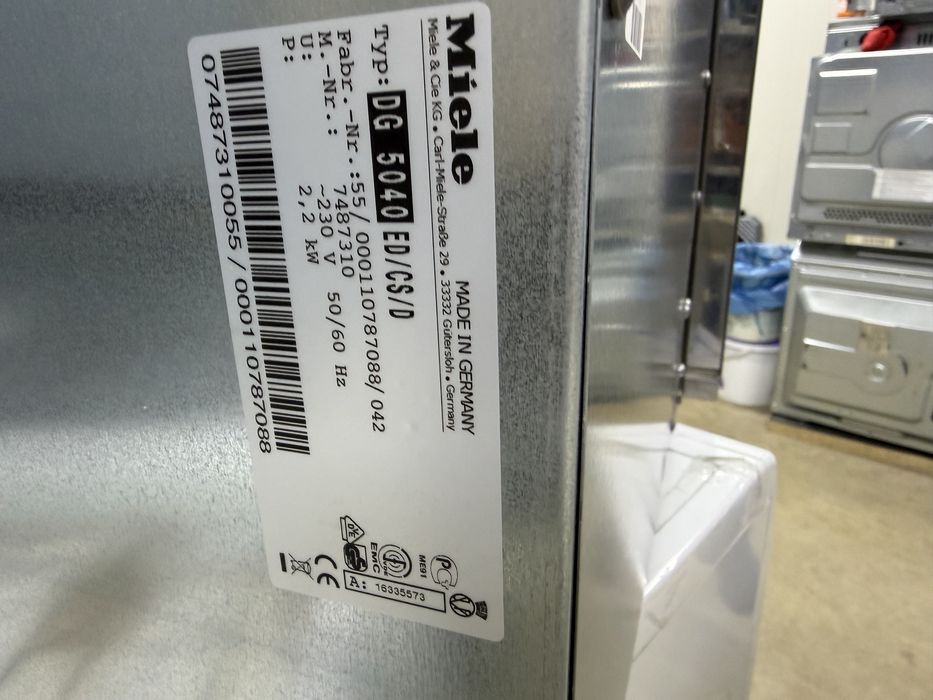 Miele
MADE IN GERMANY
Miele & Cie KG • Carl-Miele-Straße 29 • 33332 Gütersloh • Germany
Typ: DG 5040 ED/CS/D
Fabr.-Nr.:55/000110787088/042
M.-Nr.: 7487310
U: ~230 V 50/60 Hz
P: 2,2 kW
07487310055 / 000110787088
ME91
EMC
CE
A: 16335573